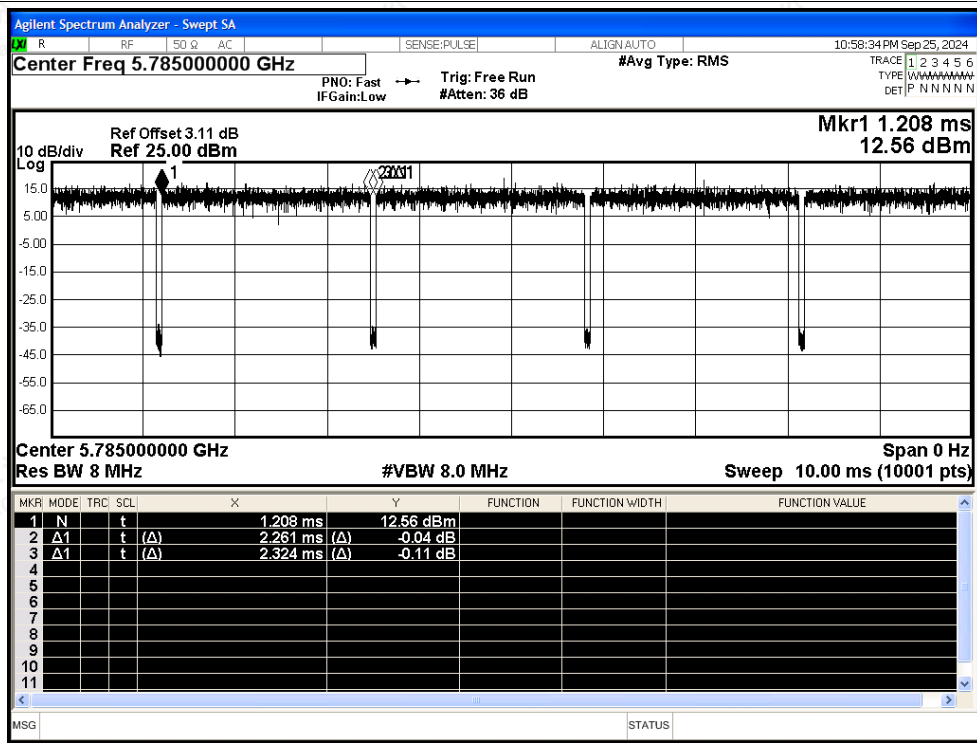 Agilent Spectrum Analyzer - Swept SA
LXI R RF 50 Ω AC SENSE:PULSE ALIGN AUTO 10:58:34 PM Sep 25, 2024
Center Freq 5.785000000 GHz #Avg Type: RMS TRACE 1 2 3 4 5 6
PNO: Fast Trig: Free Run TYPE WWWWWW
IFGain:Low #Atten: 36 dB DET P N N N N N
Ref Offset 3.11 dB Mkr1 1.208 ms
10 dB/div Ref 25.00 dBm 12.56 dBm
Log
1
15.0
5.00
-5.00
-15.0
-25.0
-35.0
-45.0
-55.0
-65.0
Center 5.785000000 GHz Span 0 Hz
Res BW 8 MHz #VBW 8.0 MHz Sweep 10.00 ms (10001 pts)
MKR MODE TRC SCL X Y FUNCTION FUNCTION WIDTH FUNCTION VALUE
1 N t 1.208 ms 12.56 dBm
2 Δ1 t (Δ) 2.261 ms (Δ) -0.04 dB
3 Δ1 t (Δ) 2.324 ms (Δ) -0.11 dB
4
5
6
7
8
9
10
11
MSG STATUS